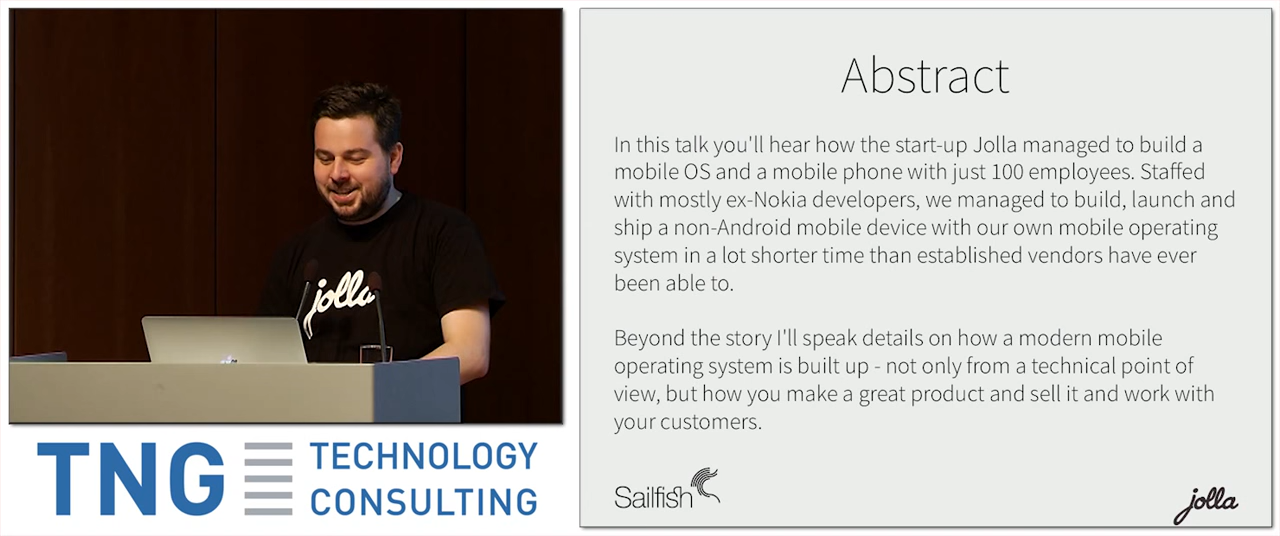 jolla
TNG TECHNOLOGY
CONSULTING
Abstract
In this talk you'll hear how the start-up Jolla managed to build a
mobile OS and a mobile phone with just 100 employees. Staffed
with mostly ex-Nokia developers, we managed to build, launch and
ship a non-Android mobile device with our own mobile operating
system in a lot shorter time than established vendors have ever
been able to.
Beyond the story I'll speak details on how a modern mobile
operating system is built up - not only from a technical point of
view, but how you make a great product and sell it and work with
your customers.
Sailfish
jolla